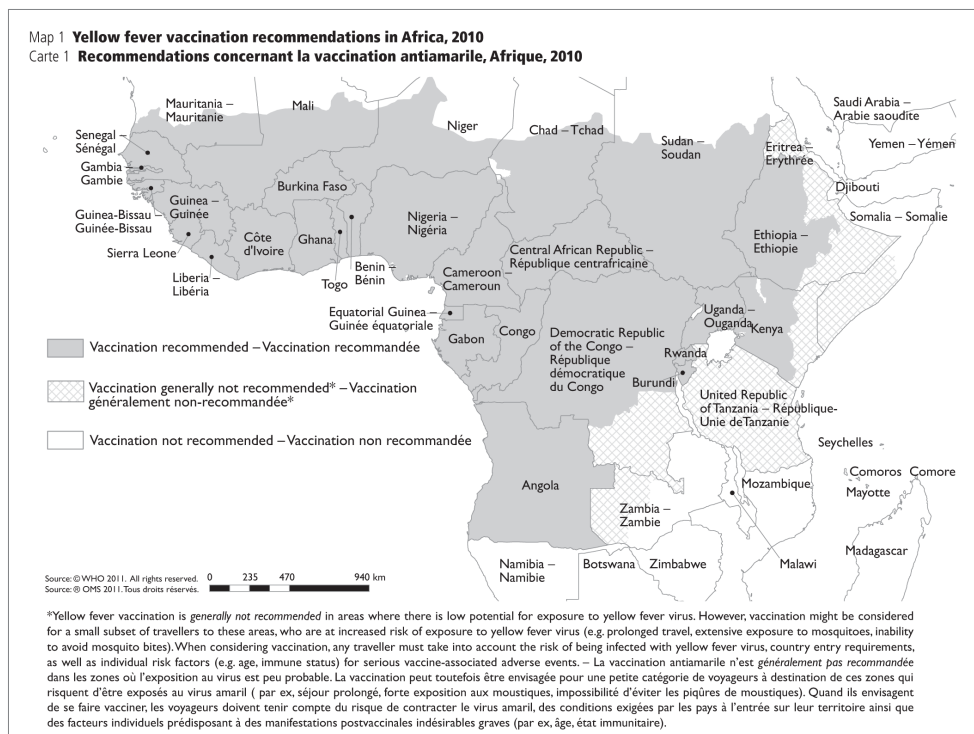 Map 1 Yellow fever vaccination recommendations in Africa, 2010
Carte 1 Recommendations concernant la vaccination antiamarile, Afrique, 2010
Mauritania –
Mauritanie
Mali
Niger
Chad – Tchad
Sudan –
Soudan
Saudi Arabia –
Arabie saoudite
Eritrea –
Erythrée
Yemen – Yémen
Senegal –
Sénégal
Gambia –
Gambie
Guinea-Bissau –
Guinée-Bissau
Guinea –
Guinée
Sierra Leone
Liberia –
Libéria
Côte
d'Ivoire
Burkina Faso
Ghana
Togo
Benin –
Bénin
Nigeria –
Nigéria
Djibouti
Somalia – Somalie
Ethiopia –
Ethiopie
Central African Republic –
République centrafricaine
Cameroon –
Cameroun
Equatorial Guinea –
Guinée équatoriale
Gabon
Congo
Democratic Republic
of the Congo –
République
démocratique
du Congo
Uganda –
Ouganda
Kenya
Rwanda
Burundi
United Republic
of Tanzania – République-
Unie deTanzanie
Seychelles
Comoros Comore
Mayotte
Mozambique
Angola
Zambia –
Zambie
Malawi
Madagascar
Namibia –
Namibie
Botswana
Zimbabwe
Vaccination recommended – Vaccination recommandée
Vaccination generally not recommended* – Vaccination
généralement non-recommandée*
Vaccination not recommended – Vaccination non recommandée
Source: © WHO 2011. All rights reserved.
Source: ® OMS 2011. Tous droits réservés.
0 235 470 940 km
*Yellow fever vaccination is generally not recommended in areas where there is low potential for exposure to yellow fever virus. However, vaccination might be considered
for a small subset of travellers to these areas, who are at increased risk of exposure to yellow fever virus (e.g. prolonged travel, extensive exposure to mosquitoes, inability
to avoid mosquito bites). When considering vaccination, any traveller must take into account the risk of being infected with yellow fever virus, country entry requirements,
as well as individual risk factors (e.g. age, immune status) for serious vaccine-associated adverse events. – La vaccination antiamarile n'est généralement pas recommandée
dans les zones où l'exposition au virus est peu probable. La vaccination peut toutefois être envisagée pour une petite catégorie de voyageurs à destination de ces zones qui
risquent d'être exposés au virus amaril ( par ex, séjour prolongé, forte exposition aux moustiques, impossibilité d'éviter les piqûres de moustiques). Quand ils envisagent
de se faire vacciner, les voyageurs doivent tenir compte du risque de contracter le virus amaril, des conditions exigées par les pays à l'entrée sur leur territoire ainsi que
des facteurs individuels prédisposant à des manifestations postvaccinales indésirables graves (par ex, âge, état immunitaire).